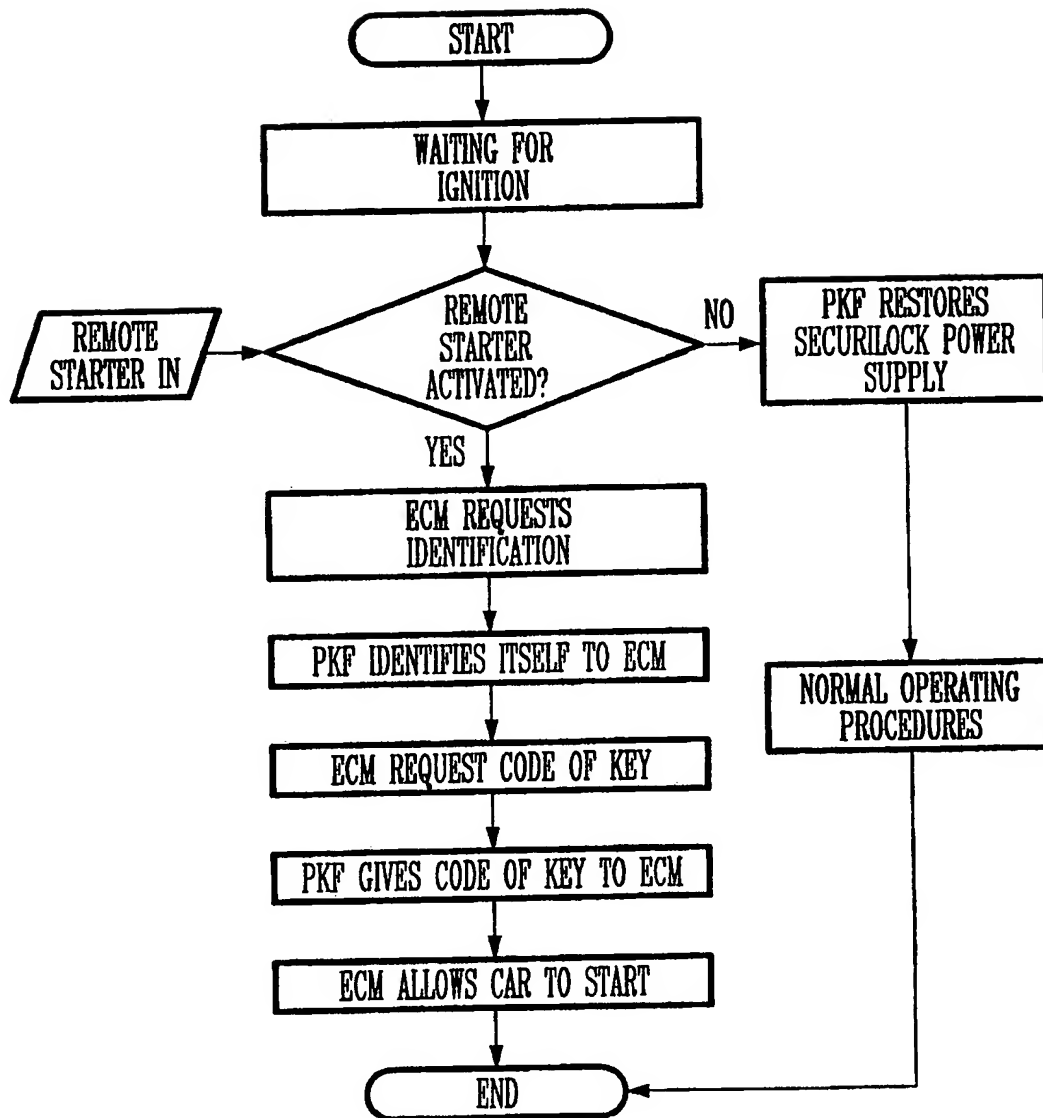 START
WAITING FOR
IGNITION
REMOTE
STARTER IN
REMOTE
STARTER
ACTIVATED?
NO
PKF RESTORES
SECURILOCK POWER
SUPPLY
YES
ECM REQUESTS
IDENTIFICATION
PKF IDENTIFIES ITSELF TO ECM
NORMAL OPERATING
PROCEDURES
ECM REQUEST CODE OF KEY
PKF GIVES CODE OF KEY TO ECM
ECM ALLOWS CAR TO START
END